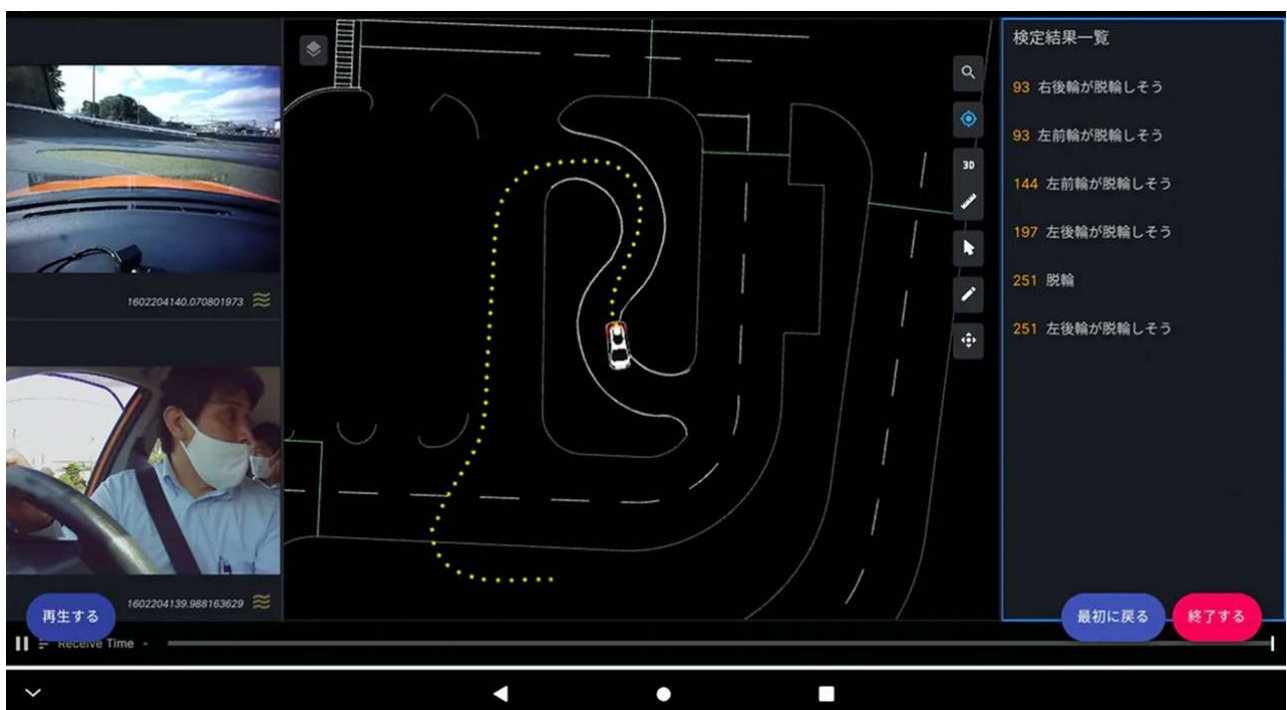 1602204140.070801973
1602204139.988163629
再生する
Receive Time
3D
検定結果一覧
93 右後輪が脱輪しそう
93 左前輪が脱輪しそう
144 左前輪が脱輪しそう
197 左後輪が脱輪しそう
251 脱輪
251 左後輪が脱輪しそう
最初に戻る
終了する